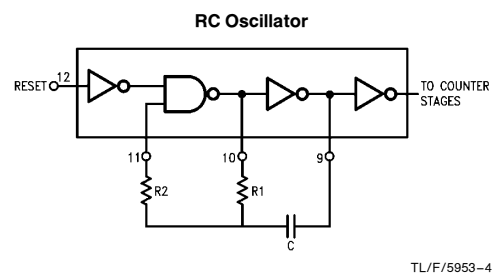 RC Oscillator
RESET 12
TO COUNTER
STAGES
11
10
9
R2
R1
C
TL/F/5953–4